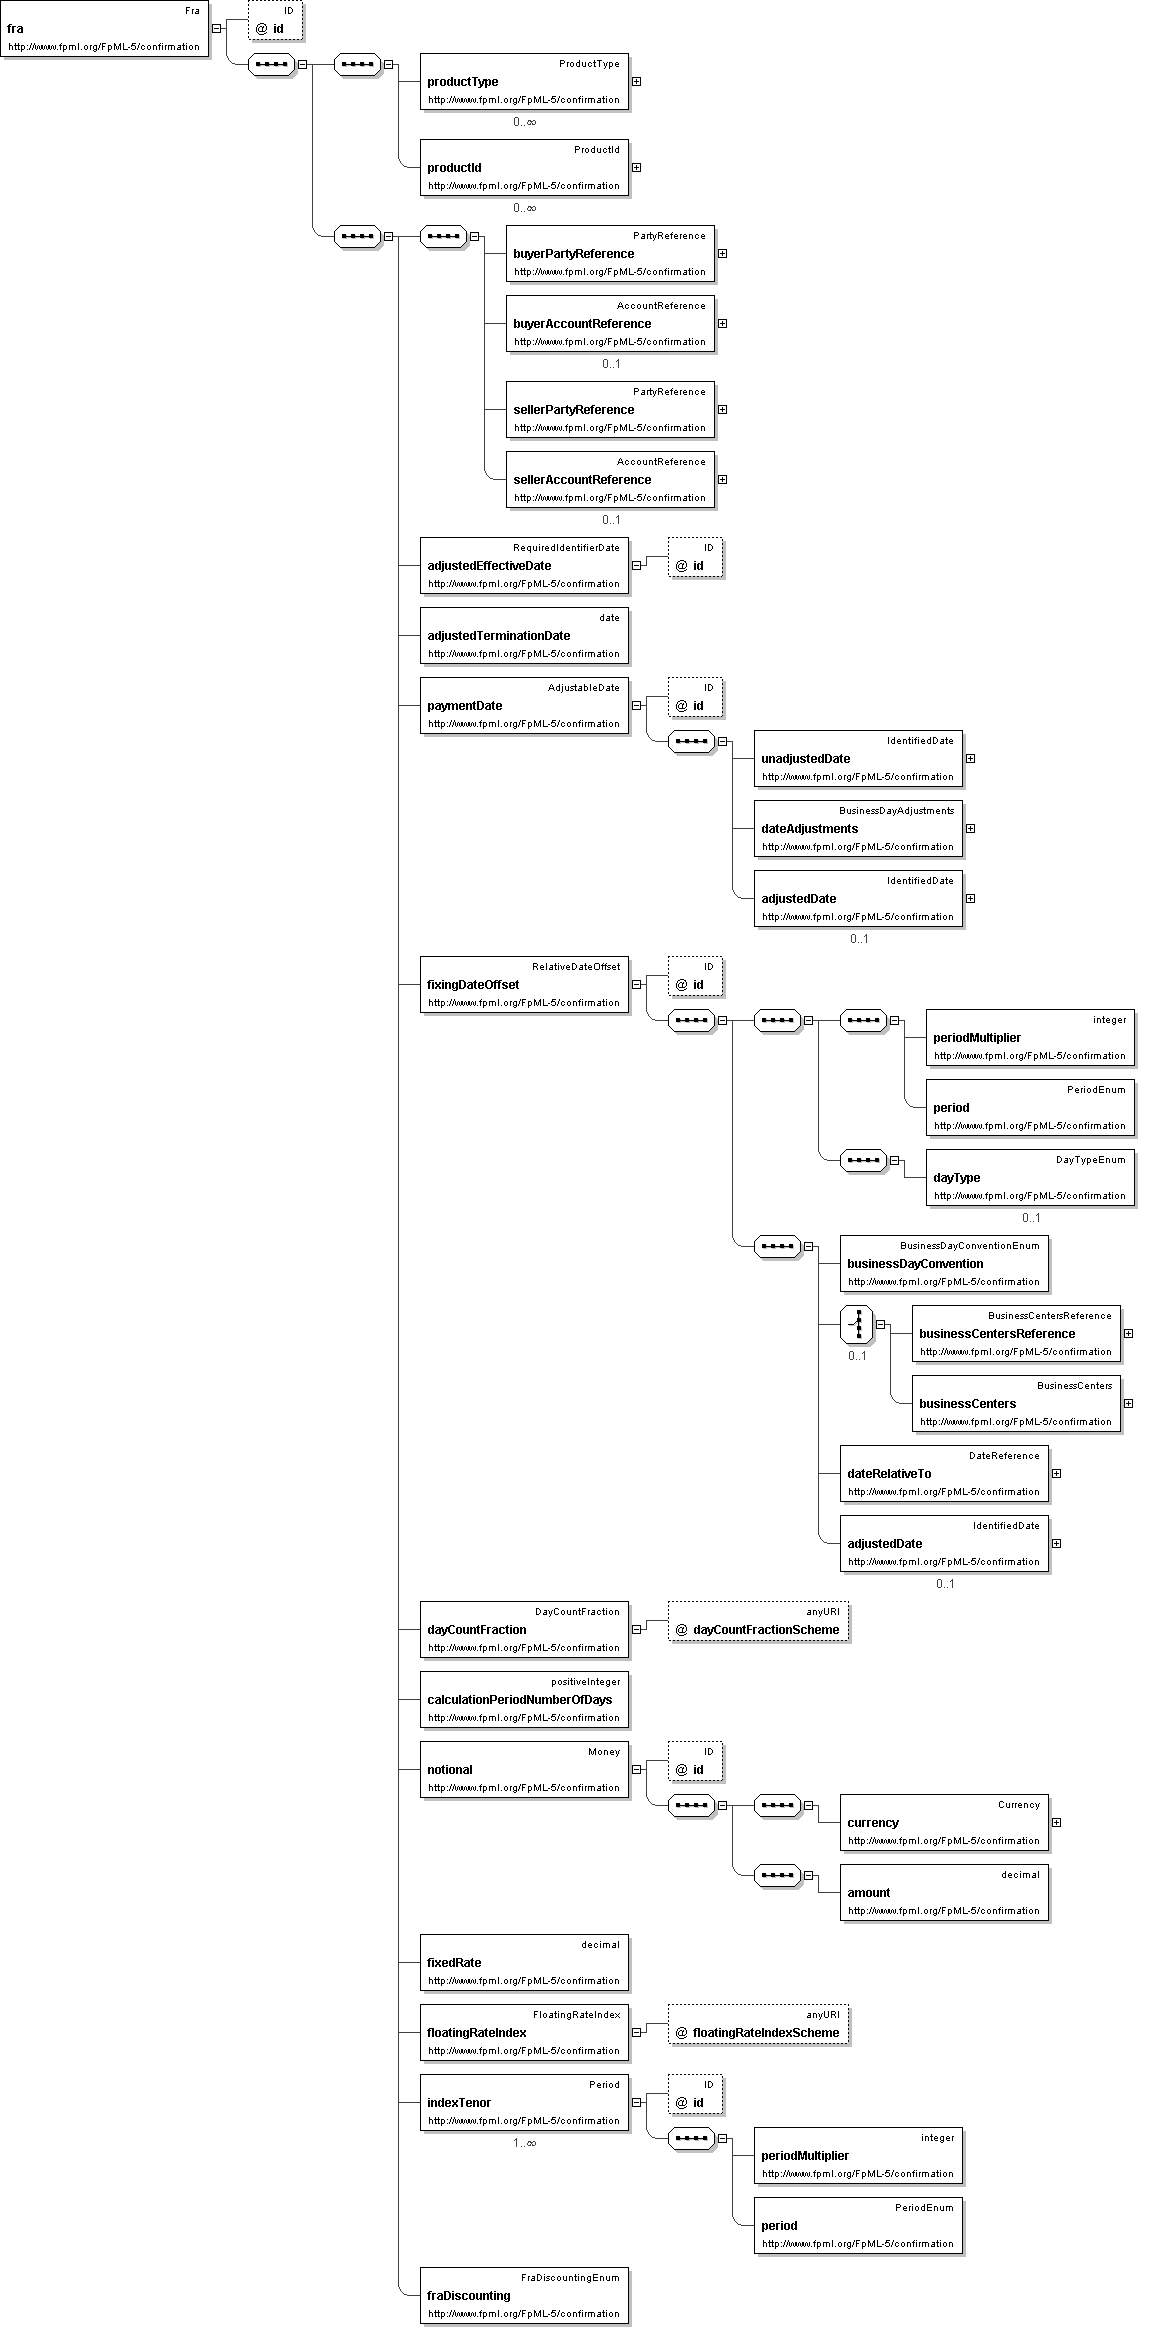 Fra
fra
http://www.fpml.org/FpML-5/confirmation
ID
@ id
ProductType
productType
http://www.fpml.org/FpML-5/confirmation
0..∞
ProductId
productId
http://www.fpml.org/FpML-5/confirmation
0..∞
PartyReference
buyerPartyReference
http://www.fpml.org/FpML-5/confirmation
AccountReference
buyerAccountReference
http://www.fpml.org/FpML-5/confirmation
0..1
PartyReference
sellerPartyReference
http://www.fpml.org/FpML-5/confirmation
AccountReference
sellerAccountReference
http://www.fpml.org/FpML-5/confirmation
0..1
RequiredIdentifierDate
adjustedEffectiveDate
http://www.fpml.org/FpML-5/confirmation
ID
@ id
date
adjustedTerminationDate
http://www.fpml.org/FpML-5/confirmation
AdjustableDate
paymentDate
http://www.fpml.org/FpML-5/confirmation
ID
@ id
IdentifiedDate
unadjustedDate
http://www.fpml.org/FpML-5/confirmation
BusinessDayAdjustments
dateAdjustments
http://www.fpml.org/FpML-5/confirmation
IdentifiedDate
adjustedDate
http://www.fpml.org/FpML-5/confirmation
0..1
RelativeDateOffset
fixingDateOffset
http://www.fpml.org/FpML-5/confirmation
ID
@ id
integer
periodMultiplier
http://www.fpml.org/FpML-5/confirmation
PeriodEnum
period
http://www.fpml.org/FpML-5/confirmation
DayTypeEnum
dayType
http://www.fpml.org/FpML-5/confirmation
0..1
BusinessDayConventionEnum
businessDayConvention
http://www.fpml.org/FpML-5/confirmation
0..1
BusinessCentersReference
businessCentersReference
http://www.fpml.org/FpML-5/confirmation
BusinessCenters
businessCenters
http://www.fpml.org/FpML-5/confirmation
DateReference
dateRelativeTo
http://www.fpml.org/FpML-5/confirmation
IdentifiedDate
adjustedDate
http://www.fpml.org/FpML-5/confirmation
0..1
DayCountFraction
dayCountFraction
http://www.fpml.org/FpML-5/confirmation
anyURI
@ dayCountFractionScheme
positiveInteger
calculationPeriodNumberOfDays
http://www.fpml.org/FpML-5/confirmation
Money
notional
http://www.fpml.org/FpML-5/confirmation
ID
@ id
Currency
currency
http://www.fpml.org/FpML-5/confirmation
decimal
amount
http://www.fpml.org/FpML-5/confirmation
decimal
fixedRate
http://www.fpml.org/FpML-5/confirmation
FloatingRateIndex
floatingRateIndex
http://www.fpml.org/FpML-5/confirmation
anyURI
@ floatingRateIndexScheme
Period
indexTenor
http://www.fpml.org/FpML-5/confirmation
1..∞
ID
@ id
integer
periodMultiplier
http://www.fpml.org/FpML-5/confirmation
PeriodEnum
period
http://www.fpml.org/FpML-5/confirmation
FraDiscountingEnum
fraDiscounting
http://www.fpml.org/FpML-5/confirmation